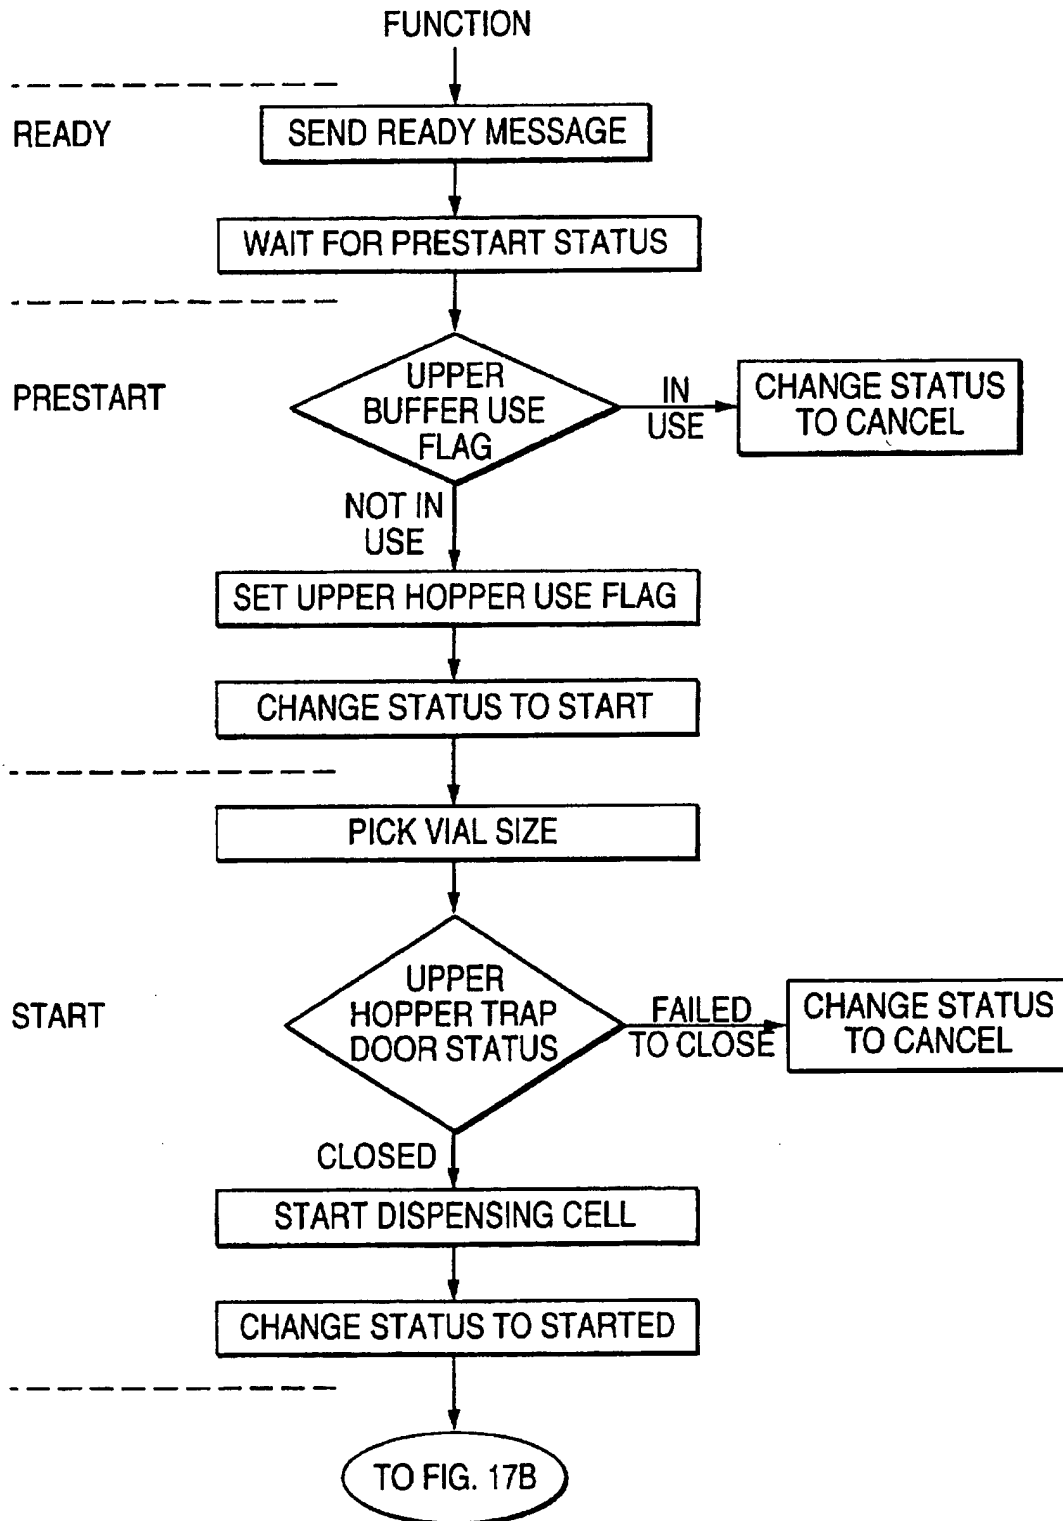 FUNCTION
READY
SEND READY MESSAGE
WAIT FOR PRESTART STATUS
PRESTART
UPPER
BUFFER USE
FLAG
IN
USE
CHANGE STATUS
TO CANCEL
NOT IN
USE
SET UPPER HOPPER USE FLAG
CHANGE STATUS TO START
PICK VIAL SIZE
START
UPPER
HOPPER TRAP
DOOR STATUS
FAILED
TO CLOSE
CHANGE STATUS
TO CANCEL
CLOSED
START DISPENSING CELL
CHANGE STATUS TO STARTED
TO FIG. 17B